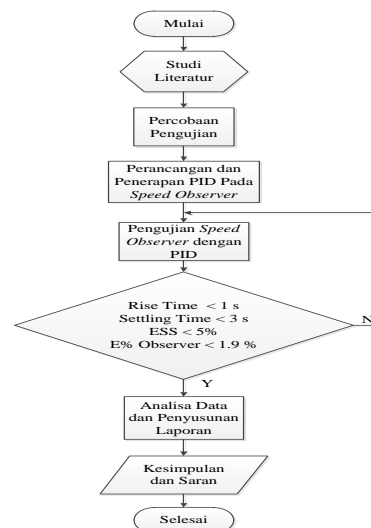 Mulai
Studi
Literatur
Percobaan
Pengujian
Perancangan dan
Penerapan PID Pada
Speed Observer
Pengujian Speed
Observer dengan
PID
Rise Time < 1 s
Settling Time < 3 s
ESS < 5%
E% Observer < 1.9 %
N
Y
Analisa Data
dan Penyusunan
Laporan
Kesimpulan
dan Saran
Selesai